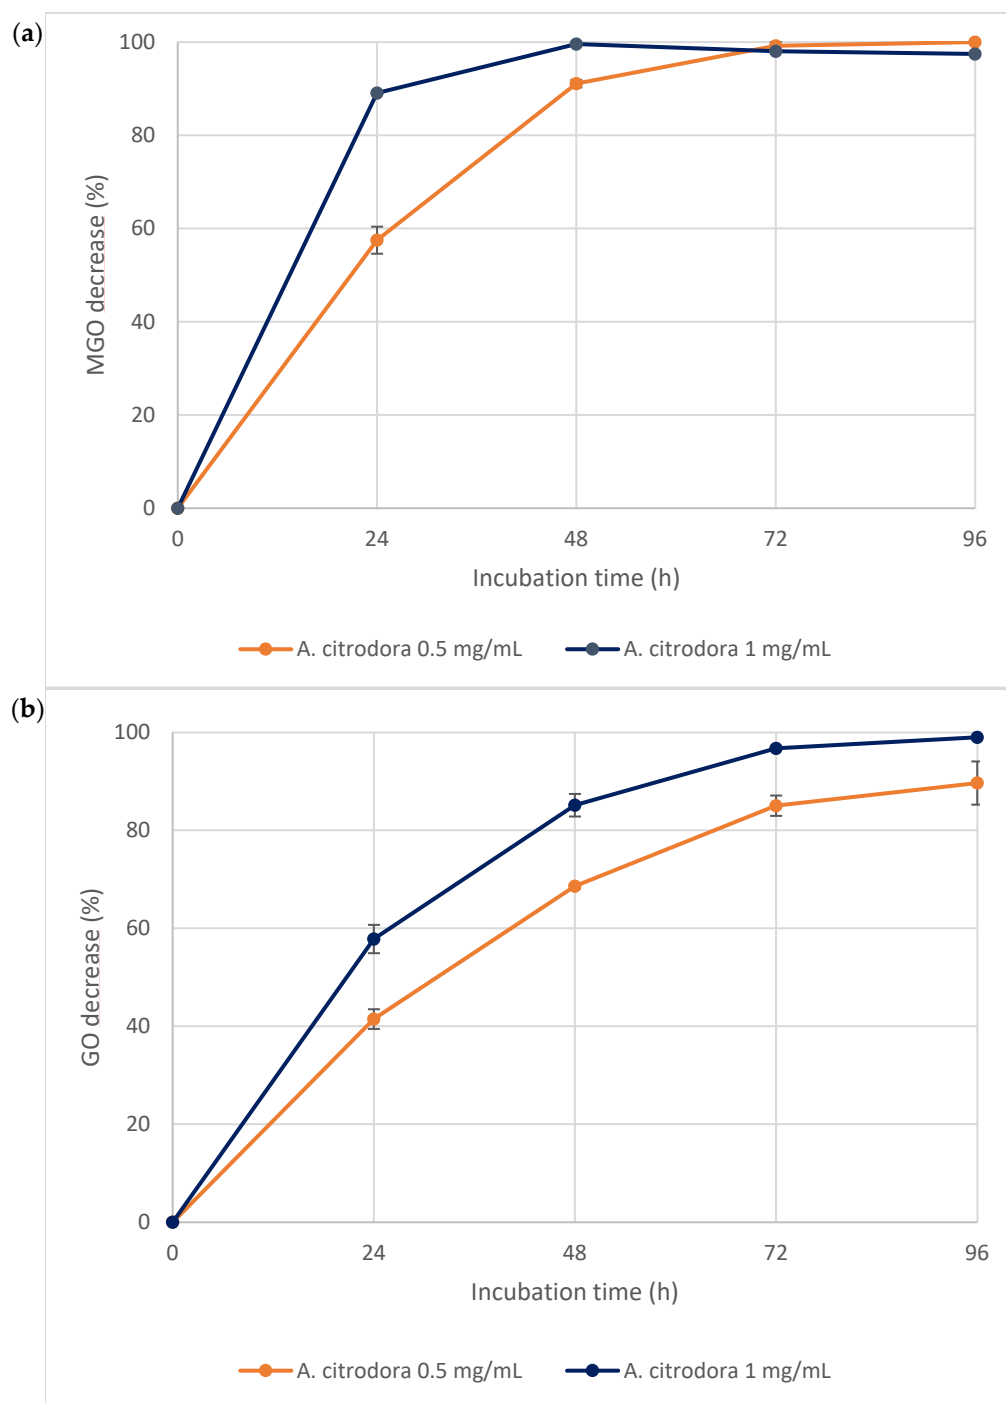 (a)
100
80
60
40
20
0
MGO decrease (%)
0 24 48 72 96
Incubation time (h)
A. citrodora 0.5 mg/mL A. citrodora 1 mg/mL
(b)
100
80
60
40
20
0
GO decrease (%)
0 24 48 72 96
Incubation time (h)
A. citrodora 0.5 mg/mL A. citrodora 1 mg/mL